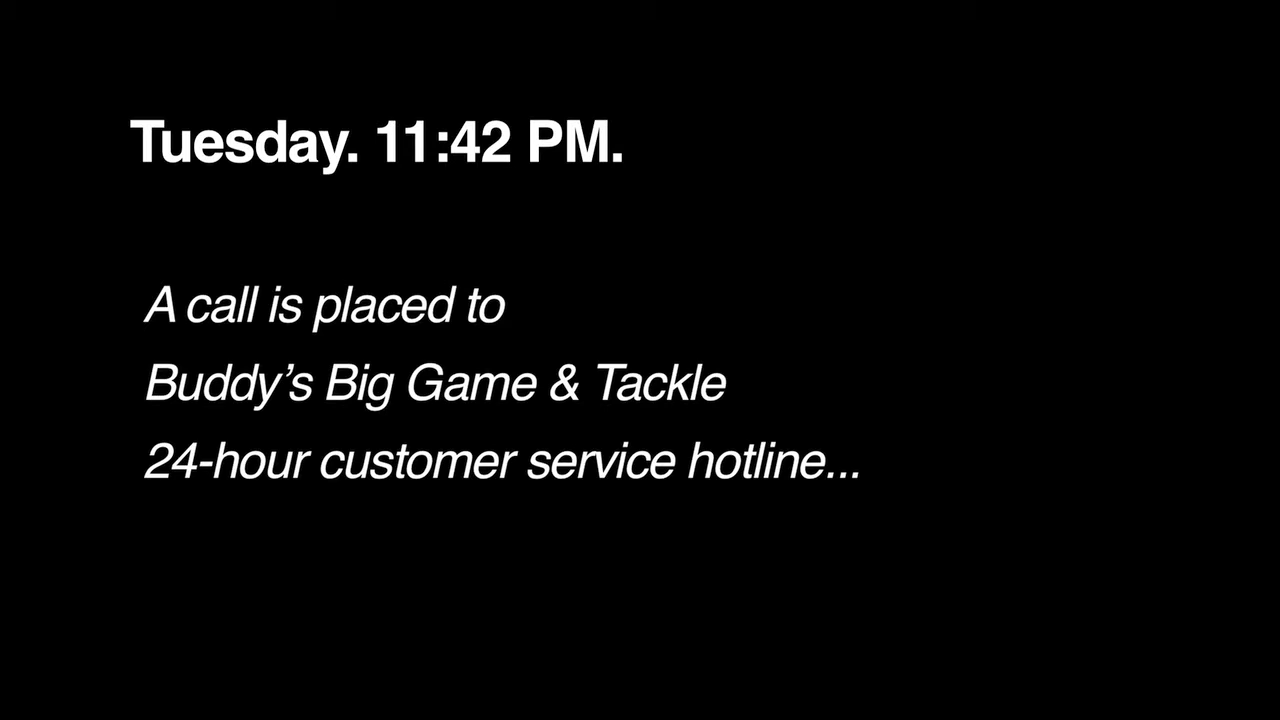 Tuesday. 11:42 PM.
A call is placed to
Buddy’s Big Game & Tackle
24-hour customer service hotline...